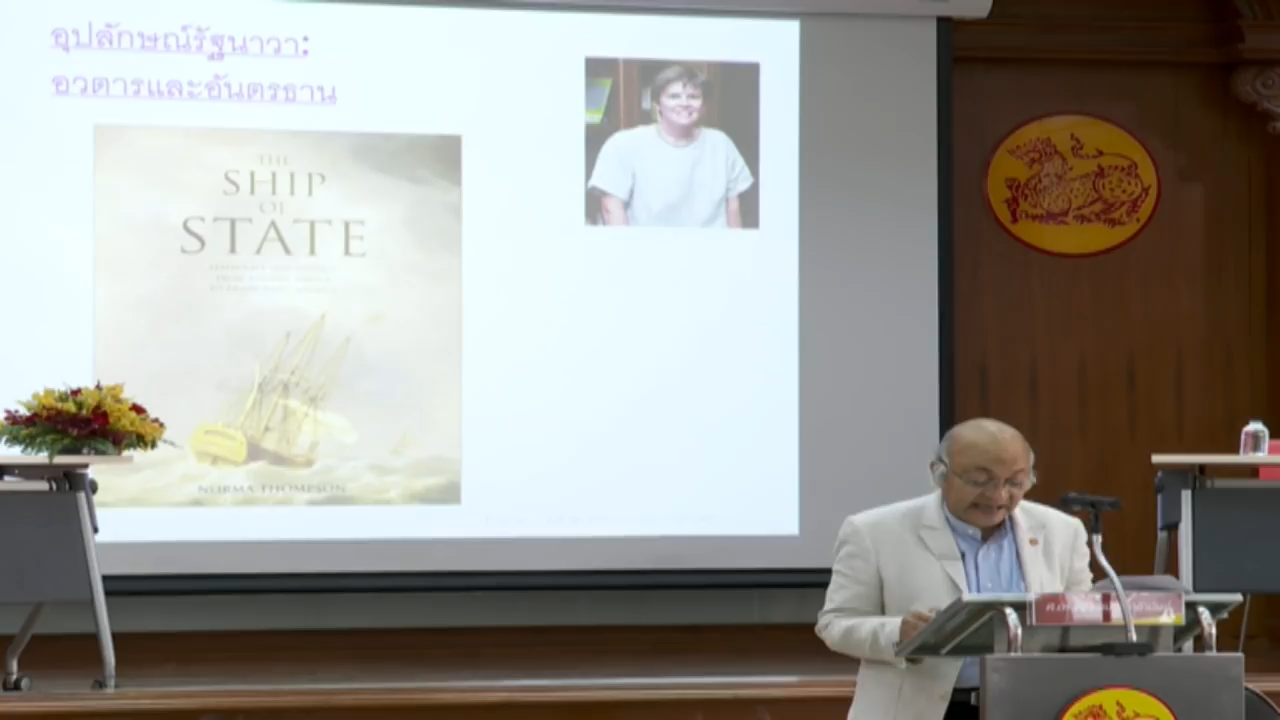 อุปลักษณ์รัฐนาวา:
อวตารและอันตรธาน
THE
SHIP
OF
STATE
NORMA THOMPSON